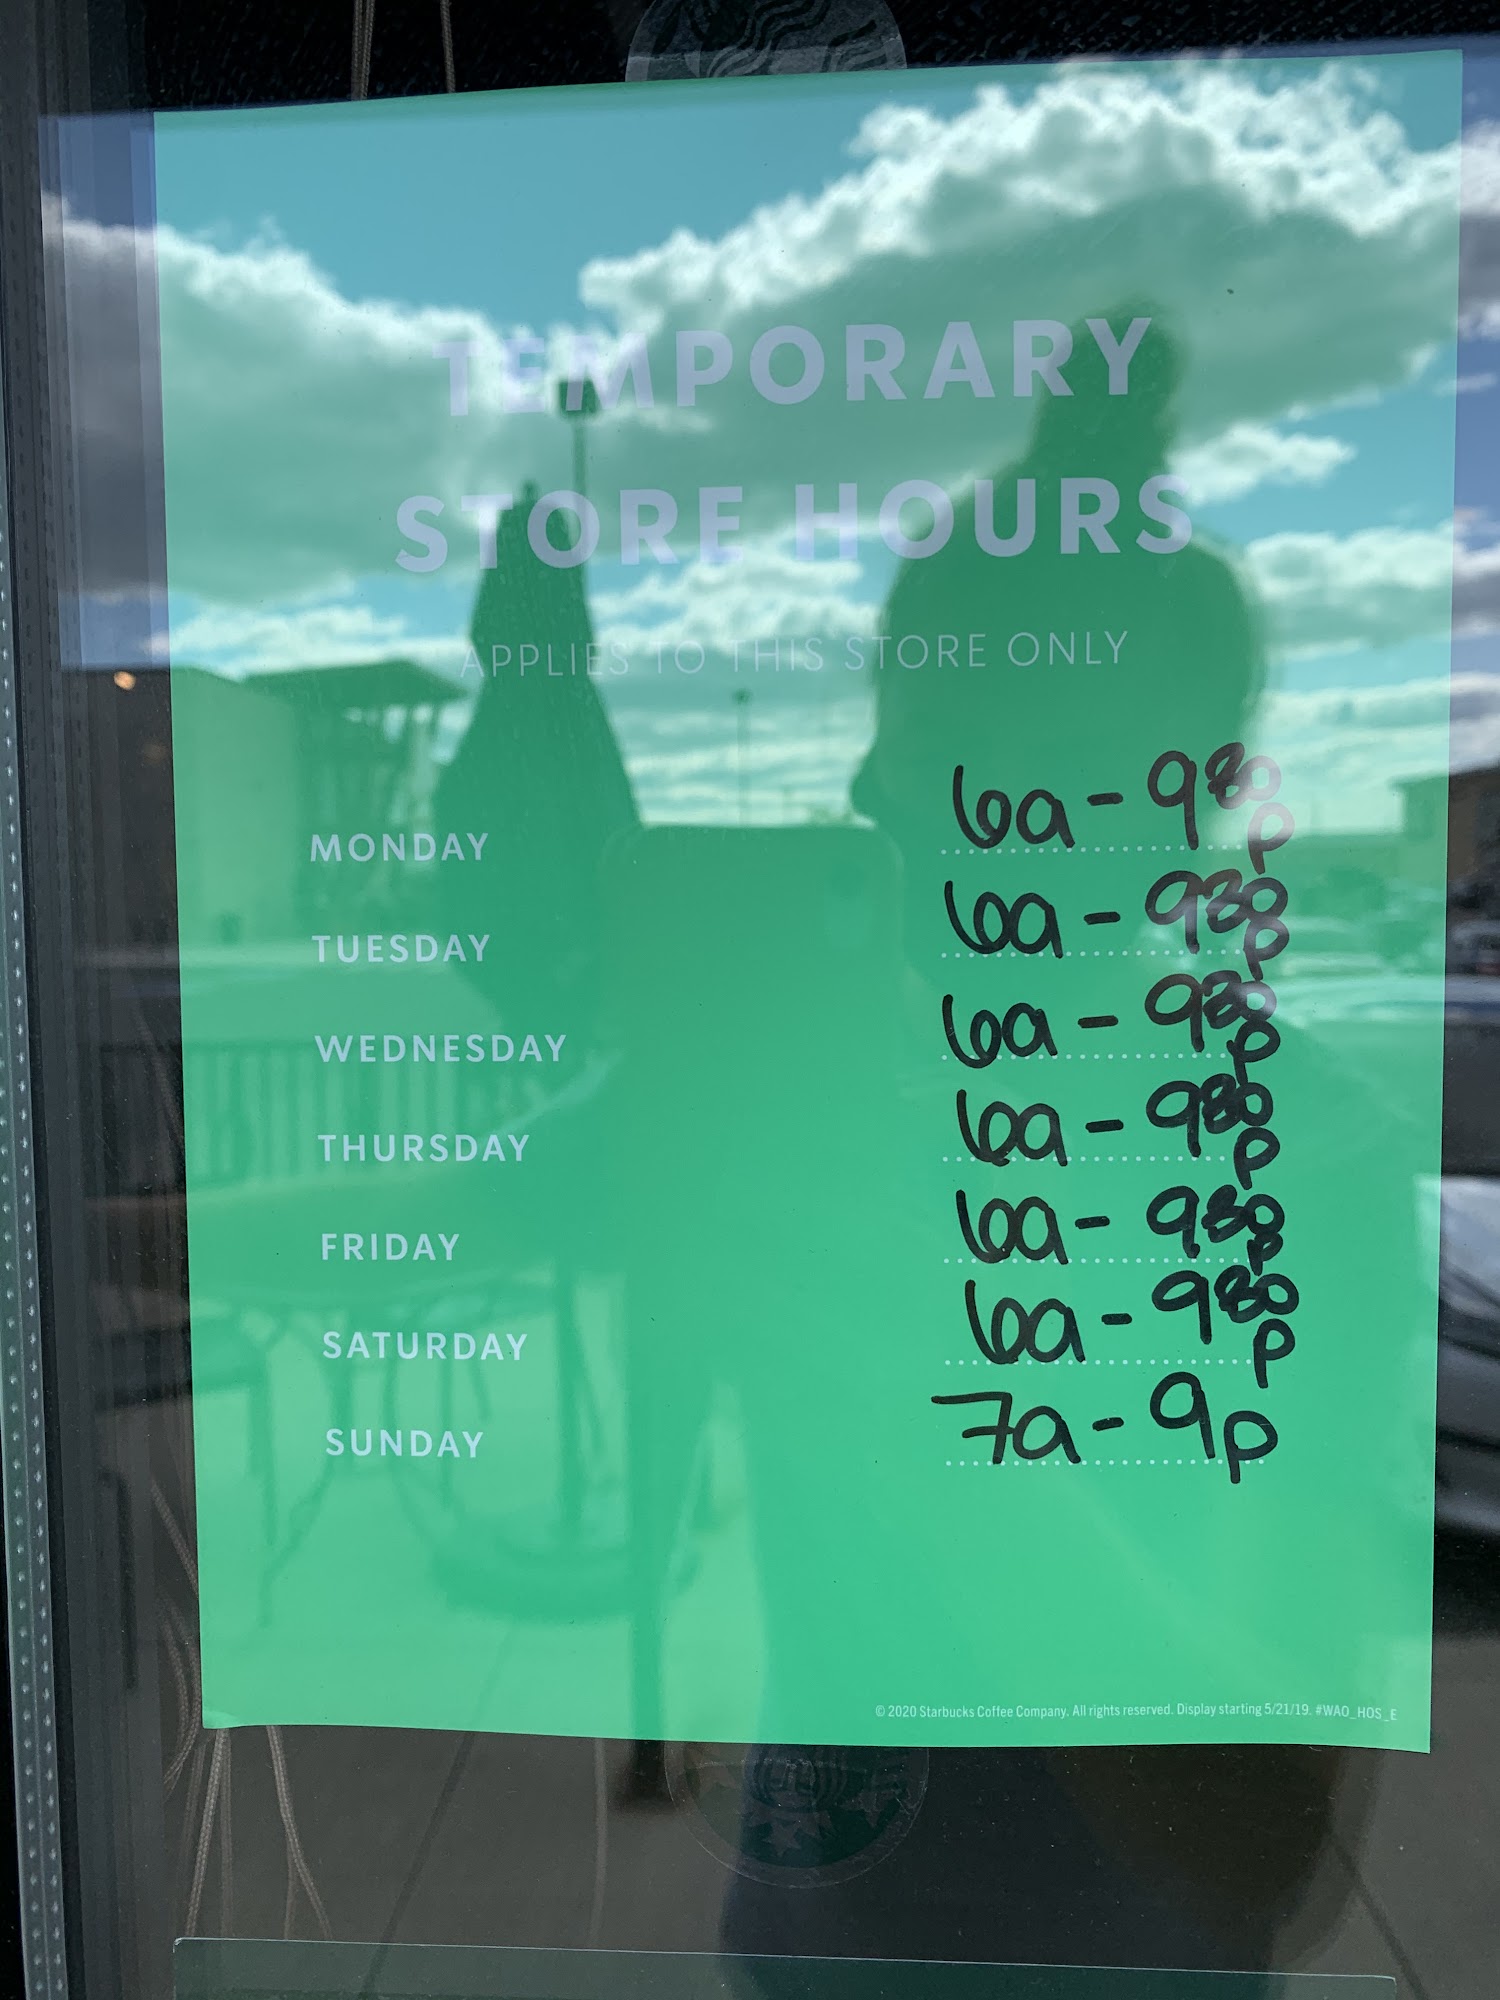 TEMPORARY
STORE HOURS
APPLIES TO THIS STORE ONLY
MONDAY 6a - 930p
TUESDAY 6a - 930p
WEDNESDAY 6a - 930p
THURSDAY 6a - 930p
FRIDAY 6a - 930p
SATURDAY 6a - 930p
SUNDAY 7a - 9p
© 2020 Starbucks Coffee Company. All rights reserved. Display starting 5/21/19. #WAO_HOS_E